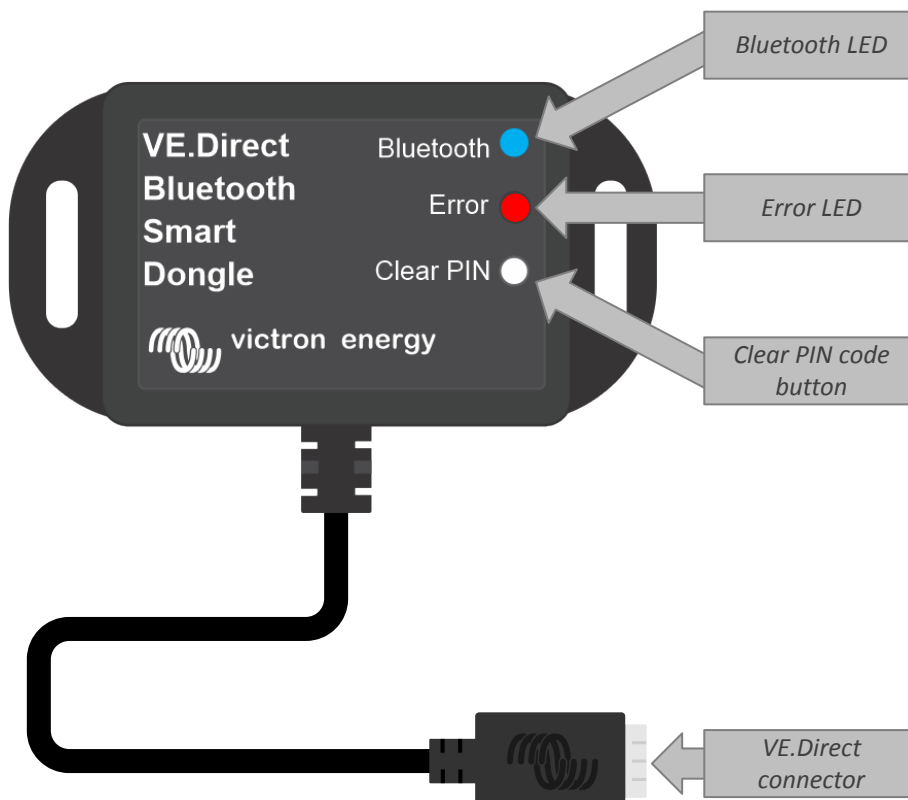 Bluetooth LED
VE.Direct
Bluetooth
Smart
Dongle
Bluetooth
Error
Clear PIN
victron energy
Error LED
Clear PIN code
button
VE.Direct
connector